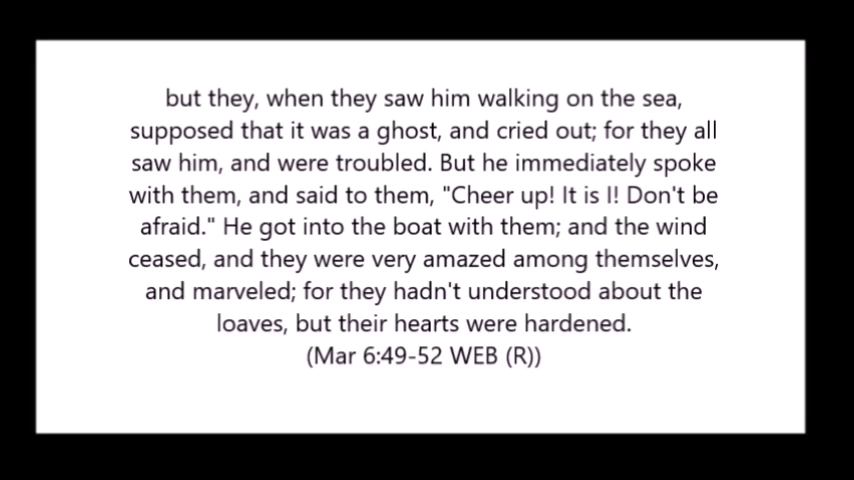 but they, when they saw him walking on the sea,
supposed that it was a ghost, and cried out; for they all
saw him, and were troubled. But he immediately spoke
with them, and said to them, "Cheer up! It is I! Don't be
afraid." He got into the boat with them; and the wind
ceased, and they were very amazed among themselves,
and marveled; for they hadn't understood about the
loaves, but their hearts were hardened.
(Mar 6:49-52 WEB (R))